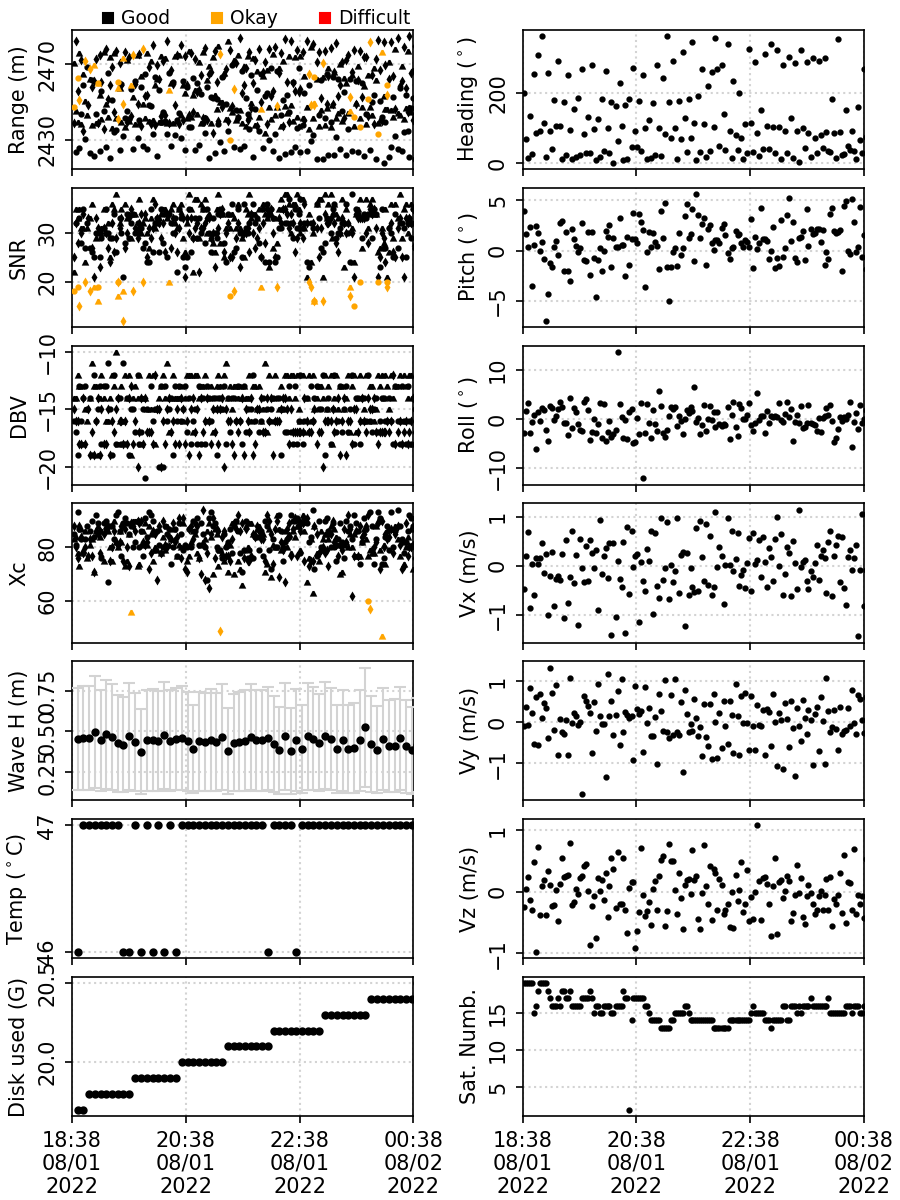 Good Okay Difficult
Range (m)
2470
2430
Heading (°)
200
0
SNR
30
20
Pitch (°)
5
0
−5
DBV
−10
−15
−20
Roll (°)
10
0
−10
Xc
80
60
Vx (m/s)
1
0
−1
Wave H (m)
0.75
0.50
0.25
Vy (m/s)
1
0
−1
Temp (°C)
47
46
Vz (m/s)
1
0
−1
Disk used (G)
20.5
20.0
Sat. Numb.
15
10
5
18:38 20:38 22:38 00:38
08/01 08/01 08/01 08/02
2022 2022 2022 2022
18:38 20:38 22:38 00:38
08/01 08/01 08/01 08/02
2022 2022 2022 2022